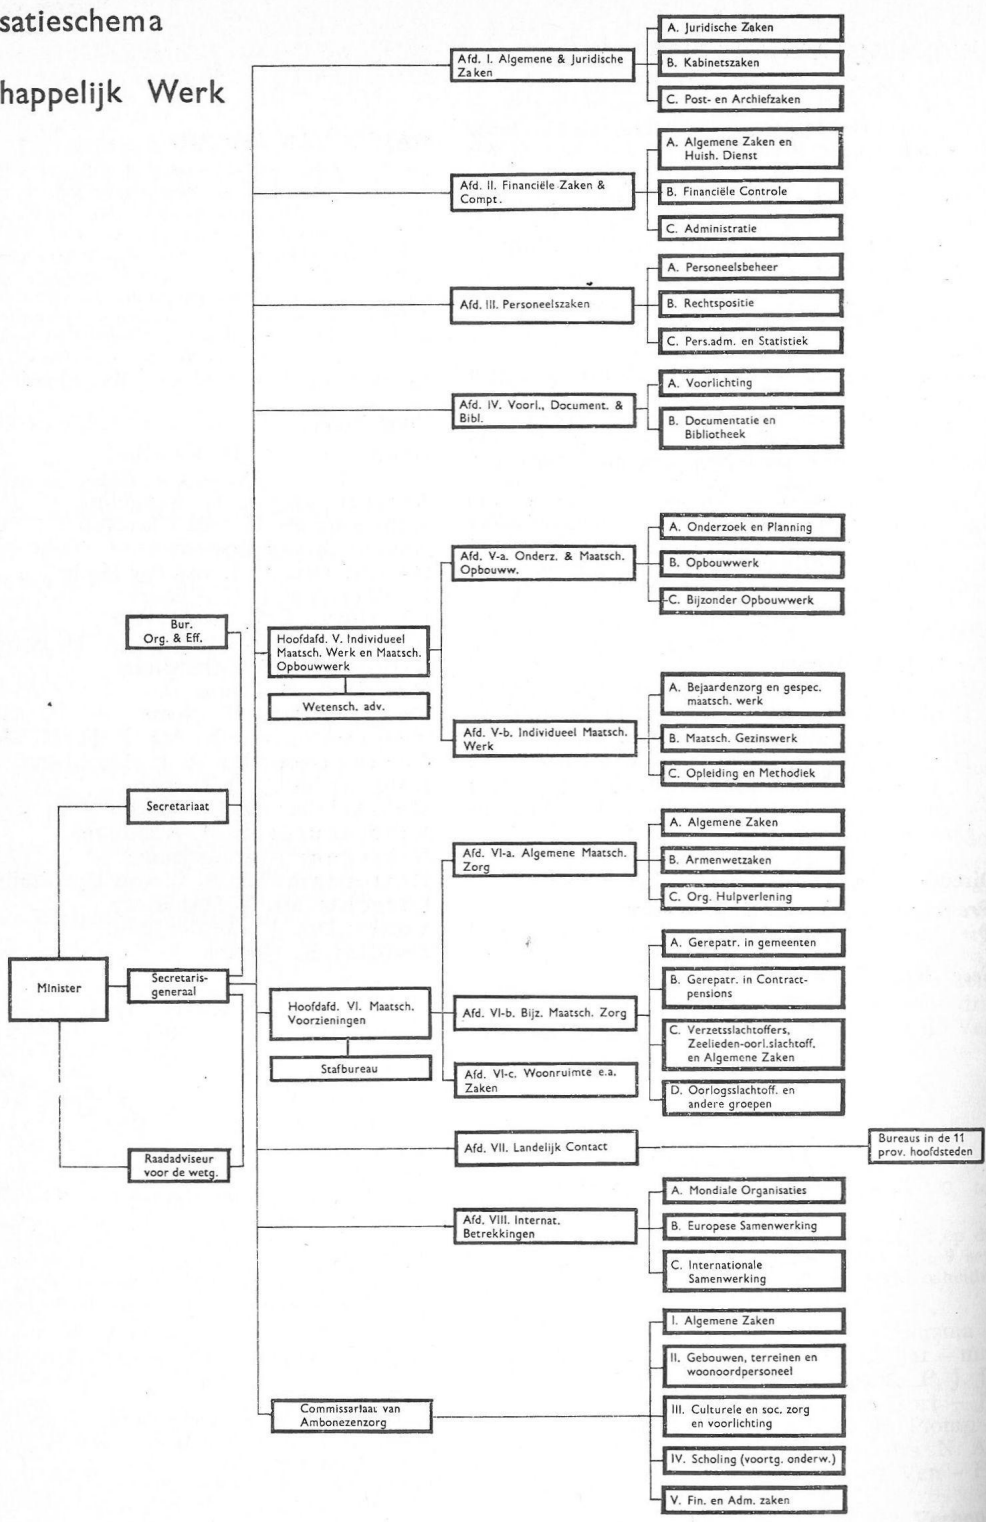 satieschema
happelijk Werk
Afd. I. Algemene & Juridische
Zaken
A. Juridische Zaken
B. Kabinetszaken
C. Post- en Archiefzaken
Afd. II. Financiële Zaken &
Compt.
A. Algemene Zaken en
Huish. Dienst
B. Financiële Controle
C. Administratie
Afd. III. Personeelszaken
A. Personeelsbeheer
B. Rechtspositie
C. Pers.adm. en Statistiek
Afd. IV. Voorl., Document. &
Bibl.
A. Voorlichting
B. Documentatie en
Bibliotheek
Bur.
Org. & Eff.
Hoofdafd. V. Individueel
Maatsch. Werk en Maatsch.
Opbouwwerk
Wetensch. adv.
Afd. V-a. Onderz. & Maatsch.
Opbouww.
A. Onderzoek en Planning
B. Opbouwwerk
C. Bijzonder Opbouwwerk
Afd. V-b. Individueel Maatsch.
Werk
A. Bejaardenzorg en gespec.
maatsch. werk
B. Maatsch. Gezinswerk
C. Opleiding en Methodiek
Secretariaat
Minister
Secretaris-
generaal
Raadadviseur
voor de wetg.
Hoofdafd. VI. Maatsch.
Voorzieningen
Stafbureau
Afd. VI-a. Algemene Maatsch.
Zorg
A. Algemene Zaken
B. Armenwetzaken
C. Org. Hulpverlening
Afd. VI-b. Bijz. Maatsch. Zorg
A. Gerepatr. in gemeenten
B. Gerepatr. in Contract-
pensions
C. Verzetsslachtoffers,
Zeelieden-oorl.slachtoff.
en Algemene Zaken
D. Oorlogsslachtoff. en
andere groepen
Afd. VI-c. Woonruimte e.a.
Zaken
Afd. VII. Landelijk Contact
Bureaus in de 11
prov. hoofdsteden
Afd. VIII. Internat.
Betrekkingen
A. Mondiale Organisaties
B. Europese Samenwerking
C. Internationale
Samenwerking
Commissariaat van
Ambonezenzorg
I. Algemene Zaken
II. Gebouwen, terreinen en
woonoordpersoneel
III. Culturele en soc. zorg
en voorlichting
IV. Scholing (voortg. onderw.)
V. Fin. en Adm. zaken